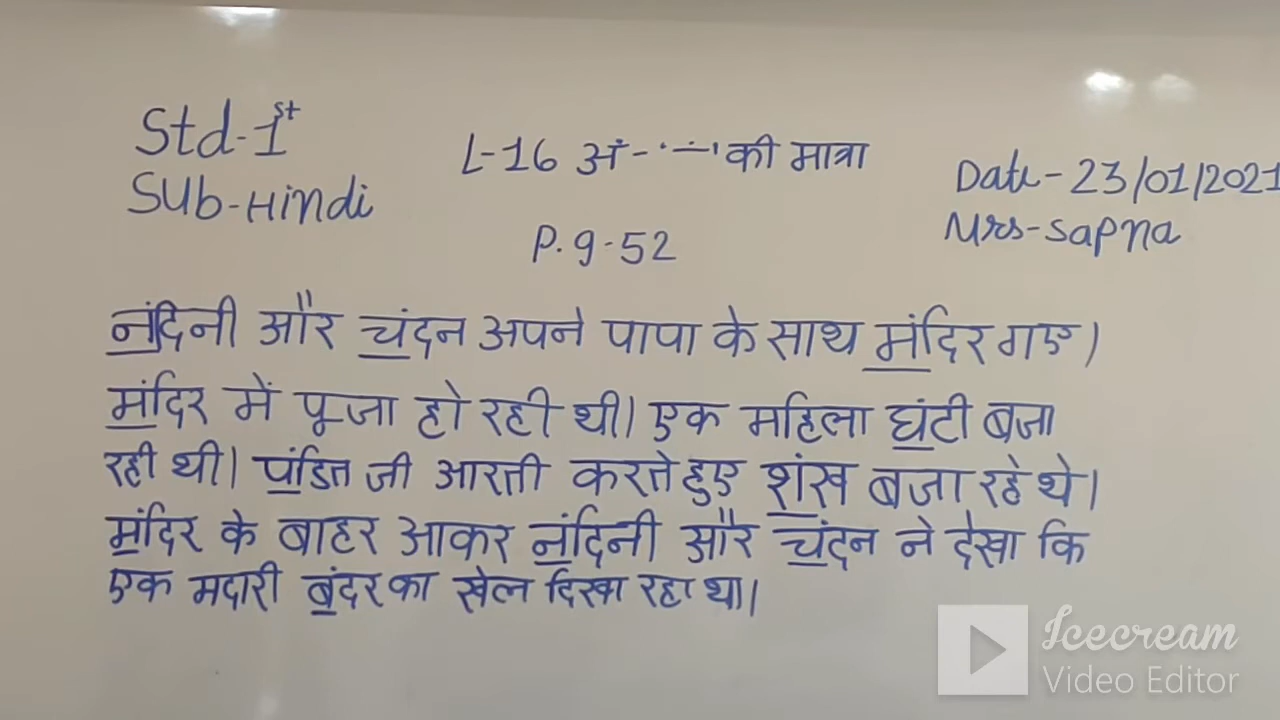 Std-1st
Sub-Hindi
L-16 अं-'—ं' की मात्रा
P.g-52
Date-23/01/2021
Mrs-Sapna
नंदिनी और चंदन अपने पापा के साथ मंदिर गए।
मंदिर में पूजा हो रही थी। एक महिला घंटी बजा
रही थी। पंडित जी आरती करते हुए शंख बजा रहे थे।
मंदिर के बाहर आकर नंदिनी और चंदन ने देखा कि
एक मदारी बंदर का खेल दिखा रहा था।
Icecream
Video Editor